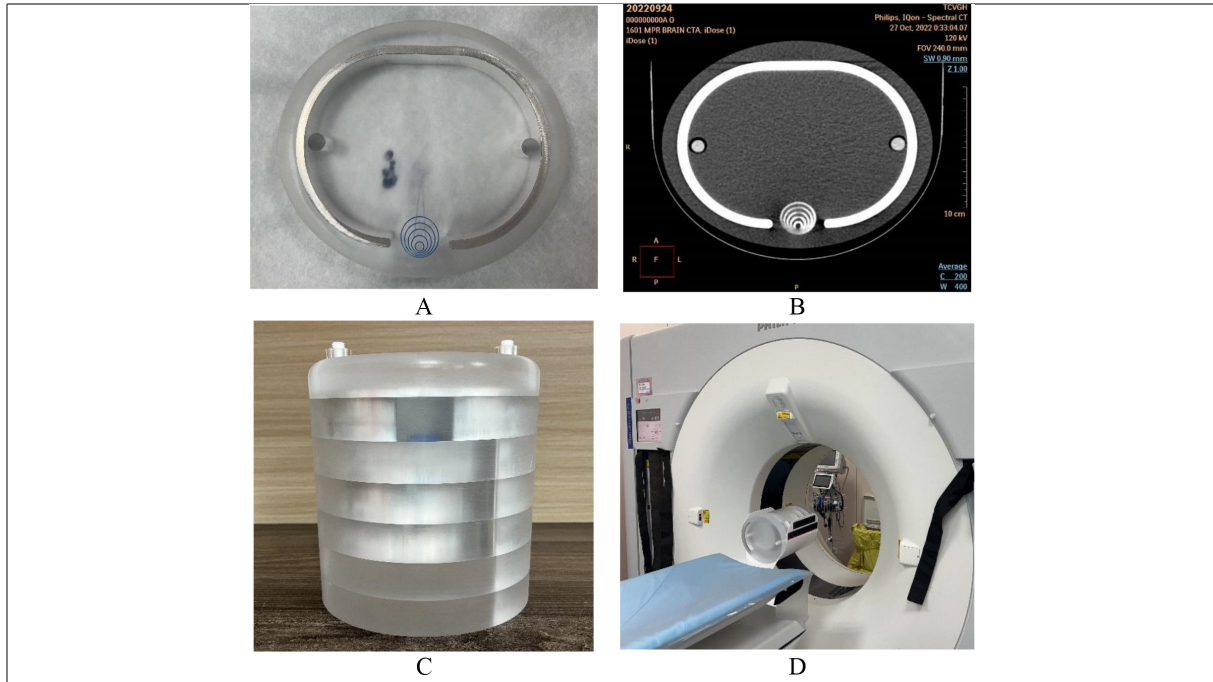 20220924
000000000A O
1601 MPR BRAIN CTA, iDose (1)
iDose (1)
TCVGH
Philips, IQon – Spectral CT
27 Oct, 2022 0:33:04.07
120 kV
FOV 240.0 mm
SW 0.90 mm
Z 1.00
R
10 cm
A
R F L
P
P
Average
C 200
W 400
A
B
C
D